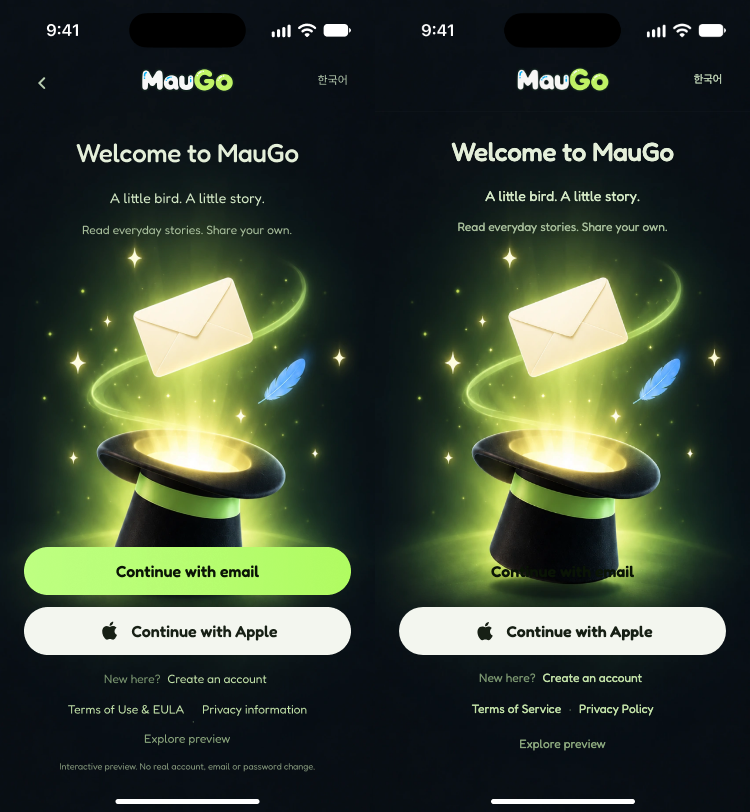 9:41
MauGo
한국어
Welcome to MauGo
A little bird. A little story.
Read everyday stories. Share your own.
Continue with email
Continue with Apple
New here? Create an account
Terms of Use & EULA · Privacy information
Explore preview
Interactive preview. No real account, email or password change.
9:41
MauGo
한국어
Welcome to MauGo
A little bird. A little story.
Read everyday stories. Share your own.
Continue with email
Continue with Apple
New here? Create an account
Terms of Service · Privacy Policy
Explore preview